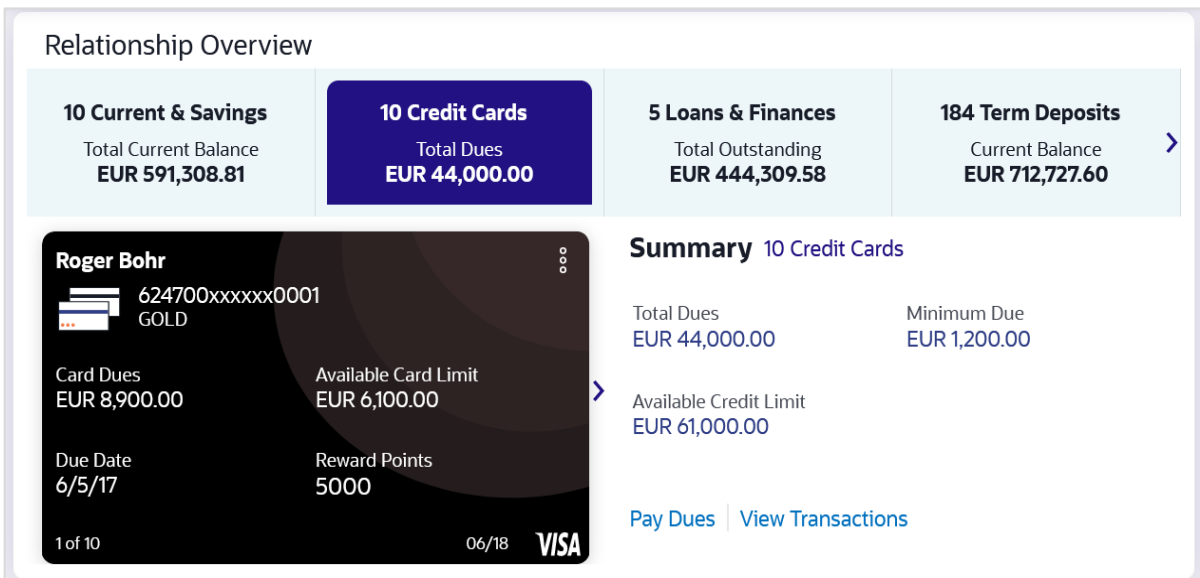 Relationship Overview
10 Current & Savings
Total Current Balance
EUR 591,308.81
10 Credit Cards
Total Dues
EUR 44,000.00
5 Loans & Finances
Total Outstanding
EUR 444,309.58
184 Term Deposits
Current Balance
EUR 712,727.60
Roger Bohr
624700xxxxxx0001
GOLD
Card Dues
EUR 8,900.00
Available Card Limit
EUR 6,100.00
Due Date
6/5/17
Reward Points
5000
1 of 10
06/18
VISA
Summary 10 Credit Cards
Total Dues
EUR 44,000.00
Minimum Due
EUR 1,200.00
Available Credit Limit
EUR 61,000.00
Pay Dues
View Transactions